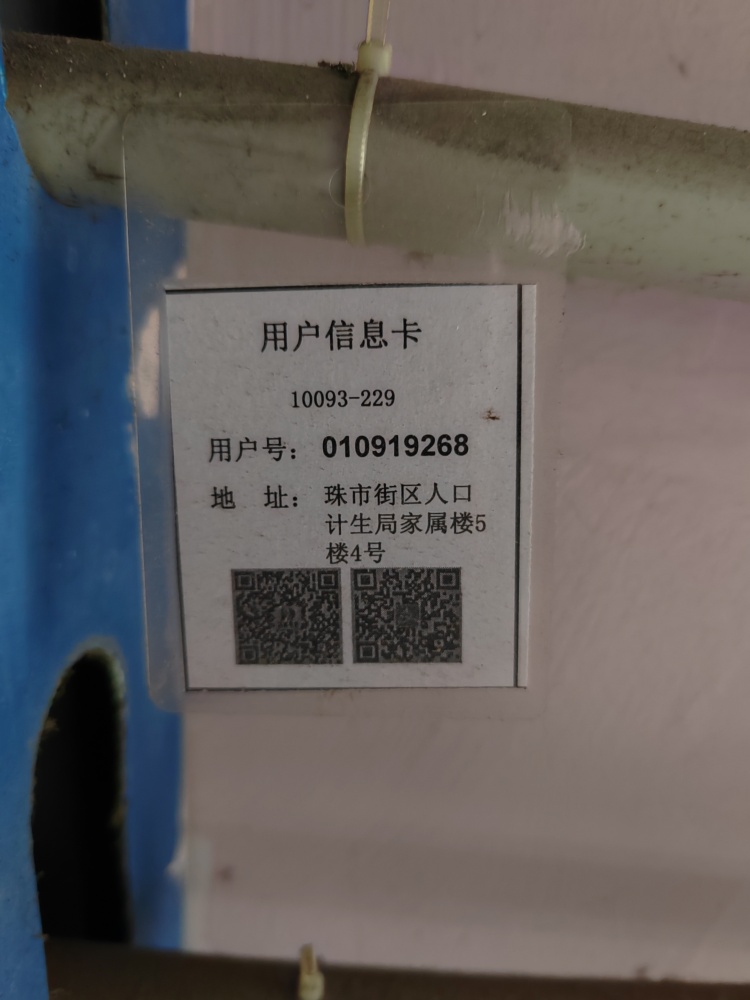 用户信息卡
10093-229
用户号： 010919268
地 址： 珠市街区人口
计生局家属楼5
楼4号